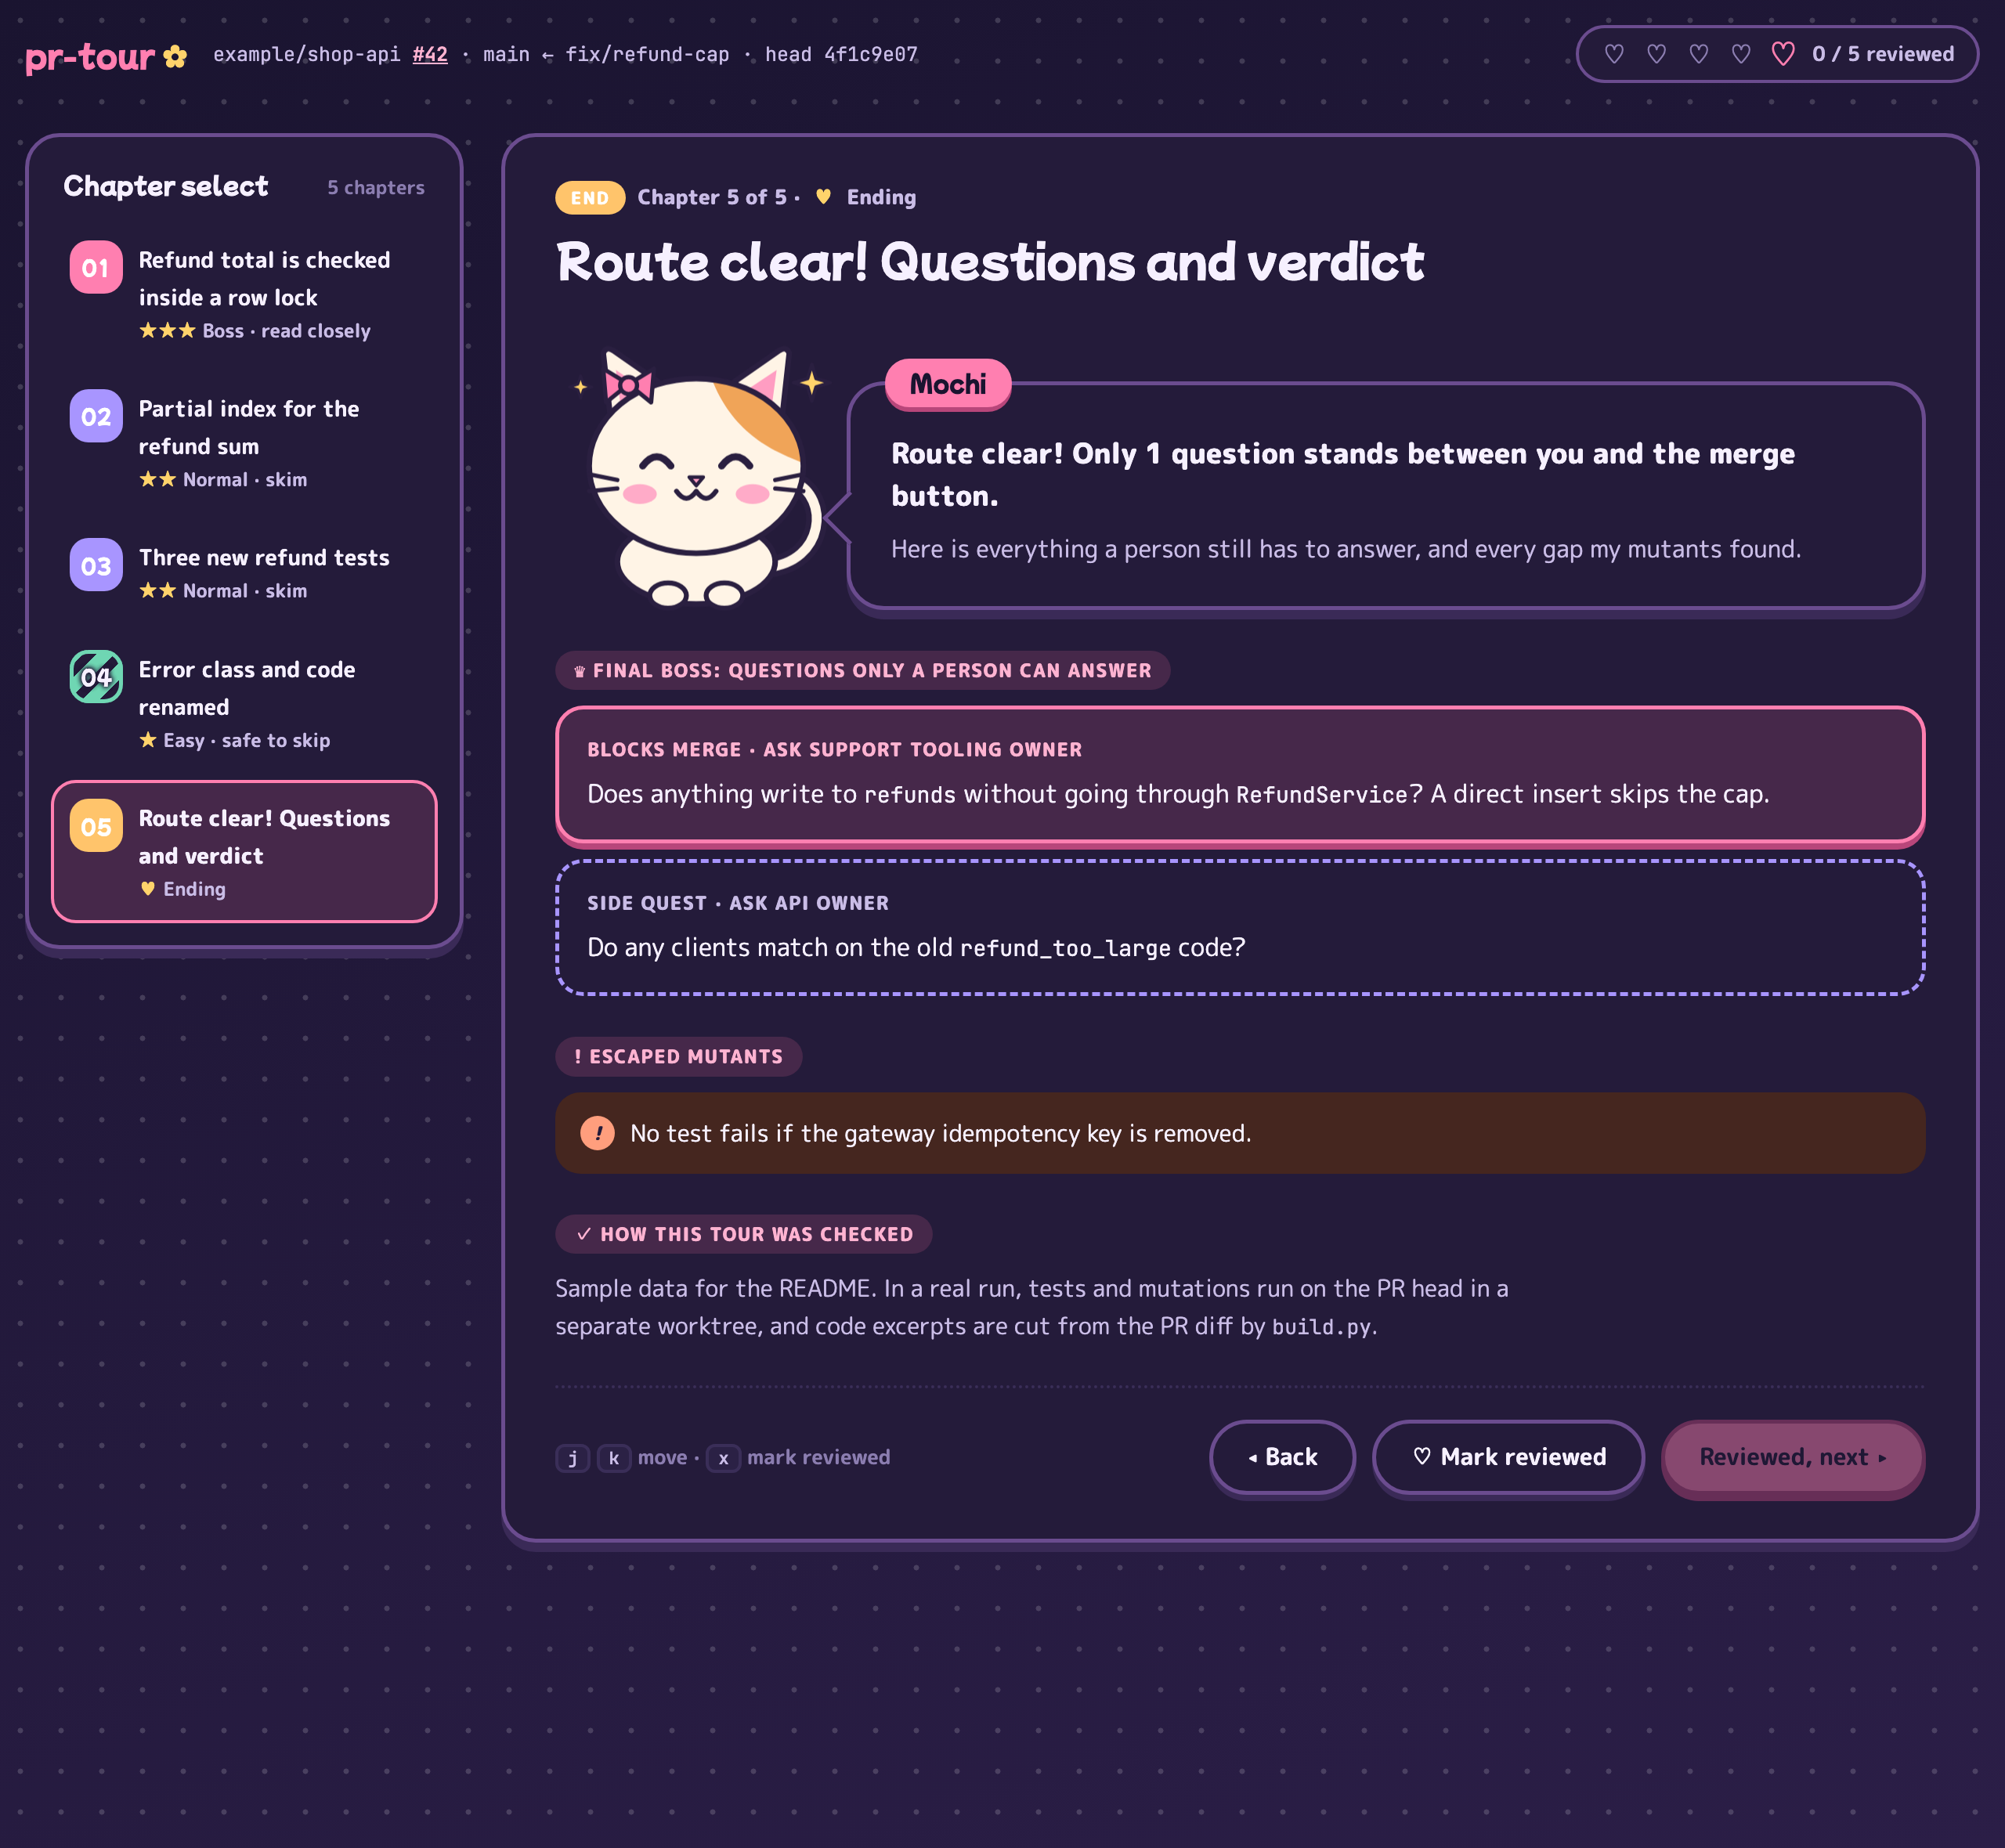 pr-tour example/shop-api #42 · main ← fix/refund-cap · head 4f1c9e07
♡ ♡ ♡ ♡ ♡ 0 / 5 reviewed
Chapter select
5 chapters
01
Refund total is checked
inside a row lock
★★★ Boss · read closely
02
Partial index for the
refund sum
★★ Normal · skim
03
Three new refund tests
★★ Normal · skim
04
Error class and code
renamed
★ Easy · safe to skip
05
Route clear! Questions
and verdict
♥ Ending
END Chapter 5 of 5 · ♥ Ending
Route clear! Questions and verdict
Mochi
Route clear! Only 1 question stands between you and the merge
button.
Here is everything a person still has to answer, and every gap my mutants found.
♛ FINAL BOSS: QUESTIONS ONLY A PERSON CAN ANSWER
BLOCKS MERGE · ASK SUPPORT TOOLING OWNER
Does anything write to refunds without going through RefundService? A direct insert skips the cap.
SIDE QUEST · ASK API OWNER
Do any clients match on the old refund_too_large code?
! ESCAPED MUTANTS
! No test fails if the gateway idempotency key is removed.
✓ HOW THIS TOUR WAS CHECKED
Sample data for the README. In a real run, tests and mutations run on the PR head in a
separate worktree, and code excerpts are cut from the PR diff by build.py.
j k move · x mark reviewed
◂ Back
♡ Mark reviewed
Reviewed, next ▸